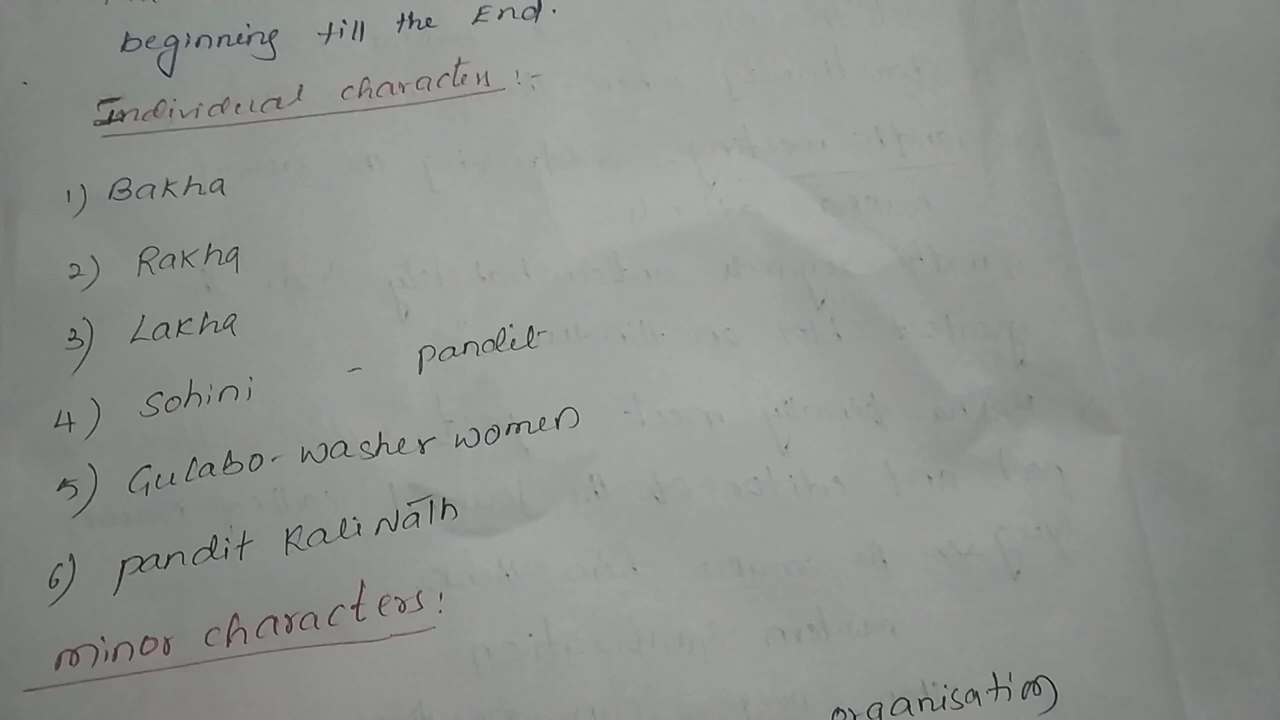 beginning till the End.
Individual characters :-
1) Bakha
2) Rakha
3) Lakha
4) Sohini - pandit
5) Gulabo - washer women
6) pandit Kali Nāth
minor characters :
organisation